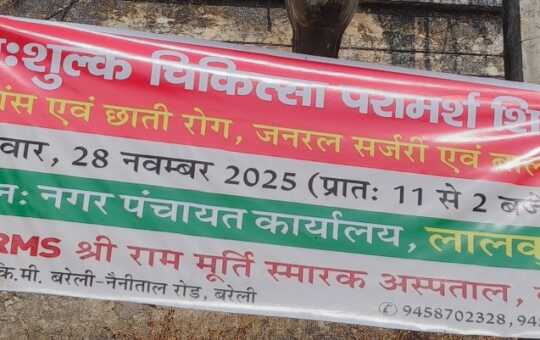 ःशुल्क चिकित्सा परामर्श शि
ांस एवं छाती रोग, जनरल सर्जरी एवं बाल
वार, 28 नवम्बर 2025 (प्रातः 11 से 2 बजे
नः नगर पंचायत कार्यालय, लालकु
RMS श्री राम मूर्ति स्मारक अस्पताल,
कि.मी. बरेली-नैनीताल रोड, बरेली
9458702328, 945